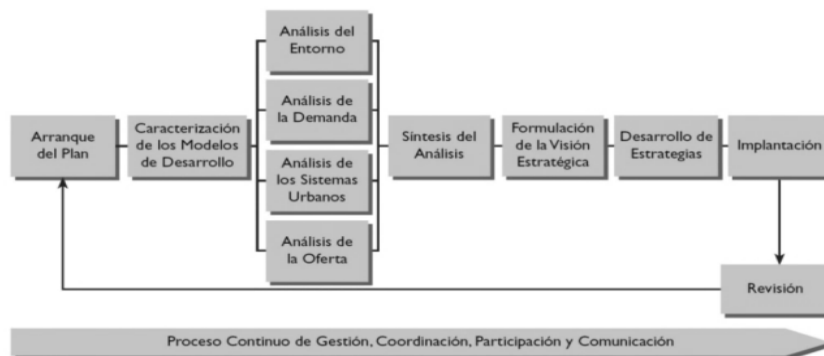 Arranque
del Plan
Caracterización
de los Modelos
de Desarrollo
Análisis del
Entorno
Análisis de
la Demanda
Análisis de
los Sistemas
Urbanos
Análisis de
la Oferta
Síntesis del
Análisis
Formulación
de la Visión
Estratégica
Desarrollo de
Estrategias
Implantación
Revisión
Proceso Continuo de Gestión, Coordinación, Participación y Comunicación